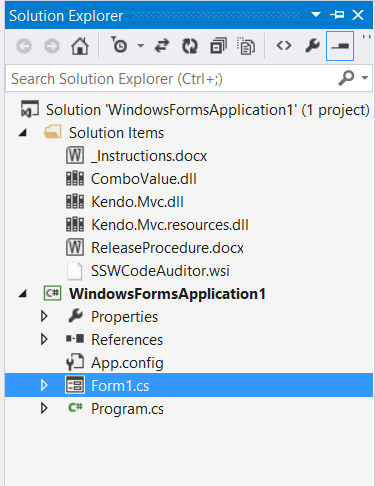 Solution Explorer
Search Solution Explorer (Ctrl+;)
Solution 'WindowsFormsApplication1' (1 project)
Solution Items
_Instructions.docx
ComboValue.dll
Kendo.Mvc.dll
Kendo.Mvc.resources.dll
ReleaseProcedure.docx
SSWCodeAuditor.wsi
C# WindowsFormsApplication1
Properties
References
App.config
Form1.cs
C# Program.cs